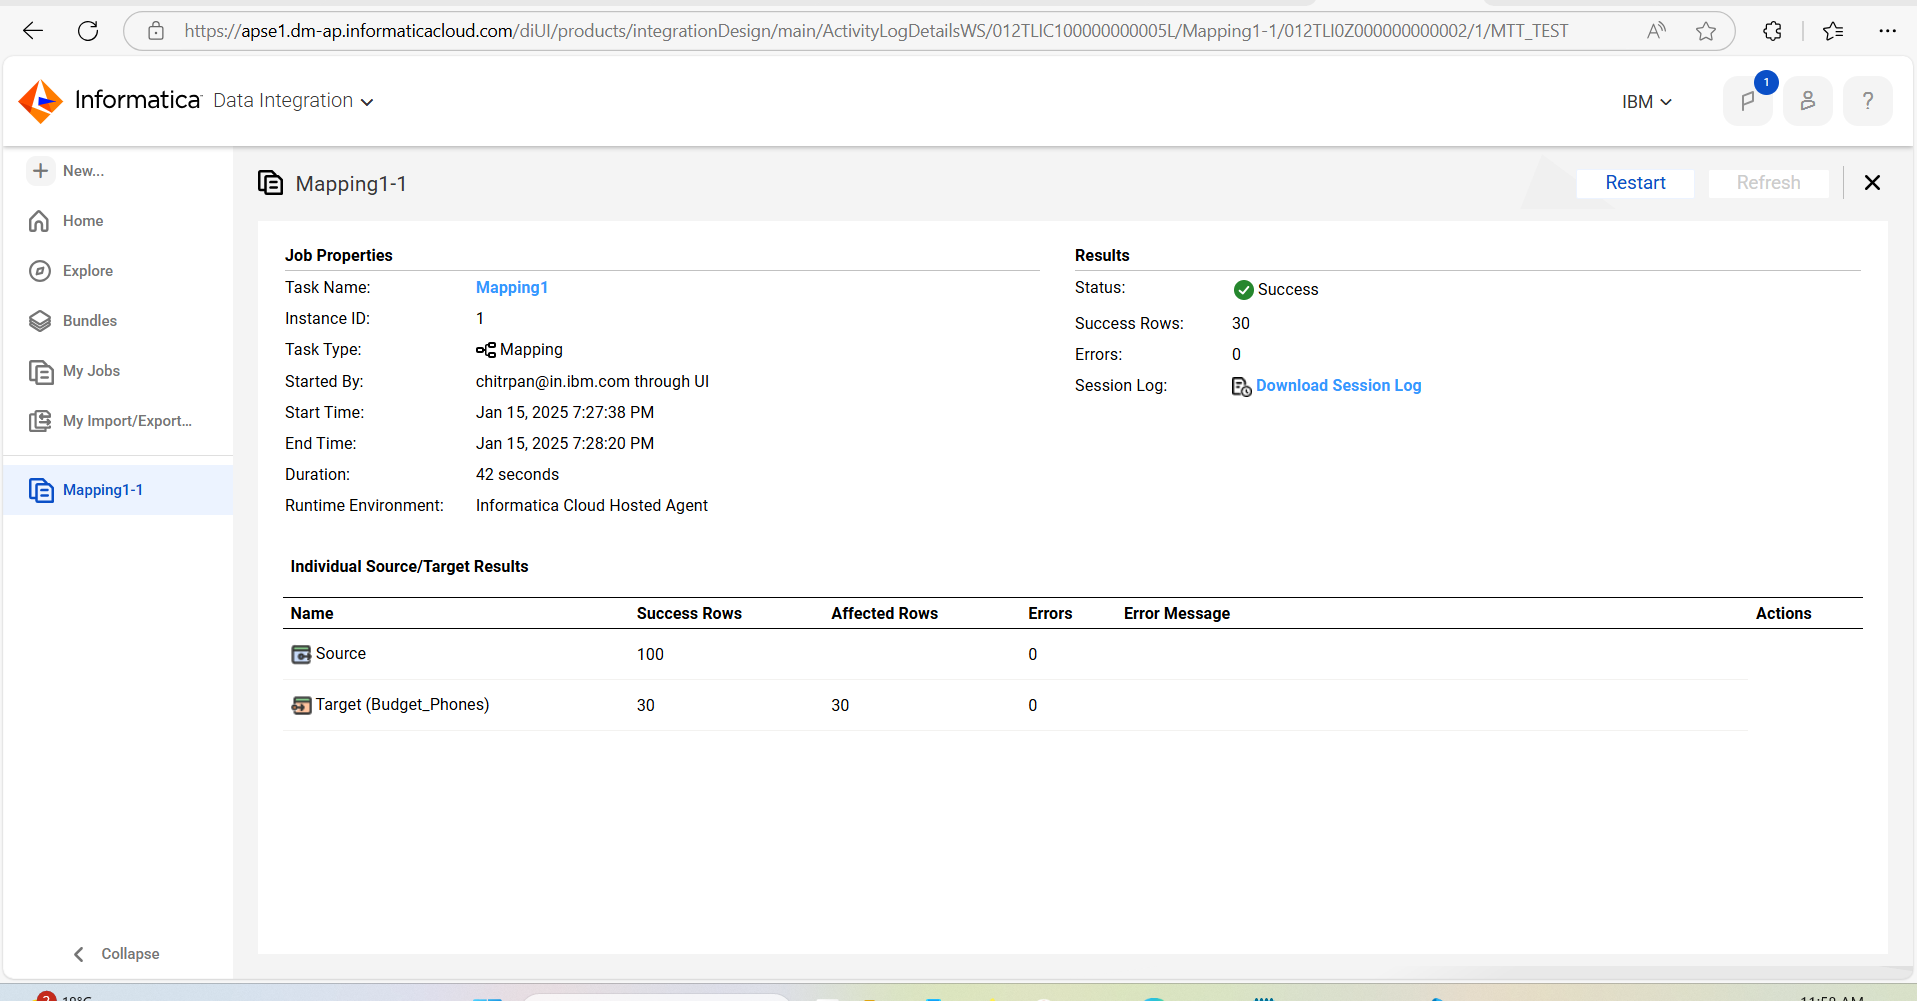 https://apse1.dm-ap.informaticacloud.com/diUI/products/integrationDesign/main/ActivityLogDetailsWS/012TLIC100000000005L/Mapping1-1/012TLI0Z000000000002/1/MTT_TEST
Informatica Data Integration
IBM
1
?
New...
Home
Explore
Bundles
My Jobs
My Import/Export...
Mapping1-1
Collapse
Mapping1-1
Restart
Refresh
Job Properties
Task Name: Mapping1
Instance ID: 1
Task Type: Mapping
Started By: chitrpan@in.ibm.com through UI
Start Time: Jan 15, 2025 7:27:38 PM
End Time: Jan 15, 2025 7:28:20 PM
Duration: 42 seconds
Runtime Environment: Informatica Cloud Hosted Agent
Results
Status: Success
Success Rows: 30
Errors: 0
Session Log: Download Session Log
Individual Source/Target Results
Name Success Rows Affected Rows Errors Error Message Actions
Source 100 0
Target (Budget_Phones) 30 30 0